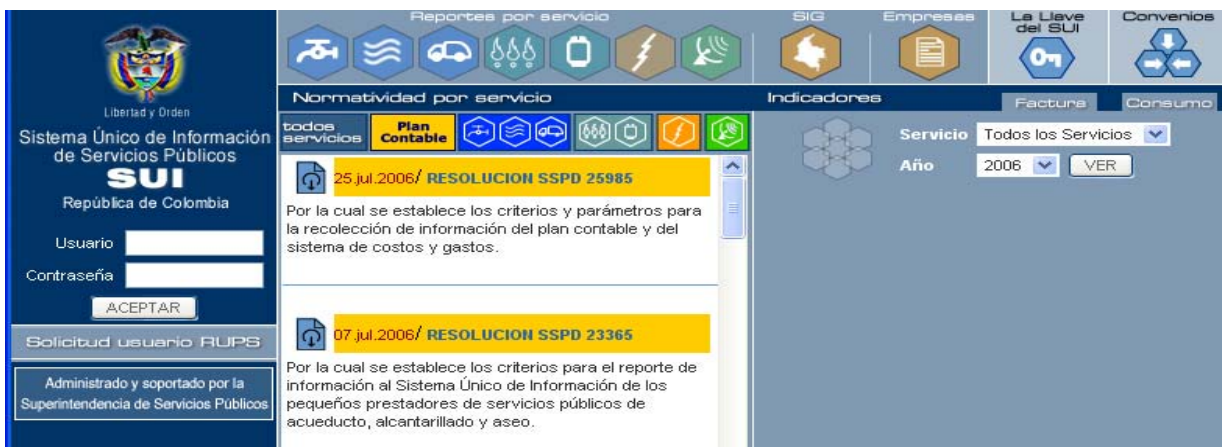 Reportes por servicio
SIG
Empresas
La Llave
del SUI
Convenios
Libertad y Orden
Sistema Único de Información
de Servicios Públicos
SUI
República de Colombia
Usuario
Contraseña
ACEPTAR
Solicitud usuario RUPS
Administrado y soportado por la
Superintendencia de Servicios Públicos
Normatividad por servicio
todos
servicios
Plan
Contable
25.jul.2006/ RESOLUCION SSPD 25985
Por la cual se establece los criterios y parámetros para
la recolección de información del plan contable y del
sistema de costos y gastos.
07.jul.2006/ RESOLUCION SSPD 23365
Por la cual se establece los criterios para el reporte de
información al Sistema Único de Información de los
pequeños prestadores de servicios públicos de
acueducto, alcantarillado y aseo.
Indicadores
Factura
Consumo
Servicio Todos los Servicios
Año 2006 VER